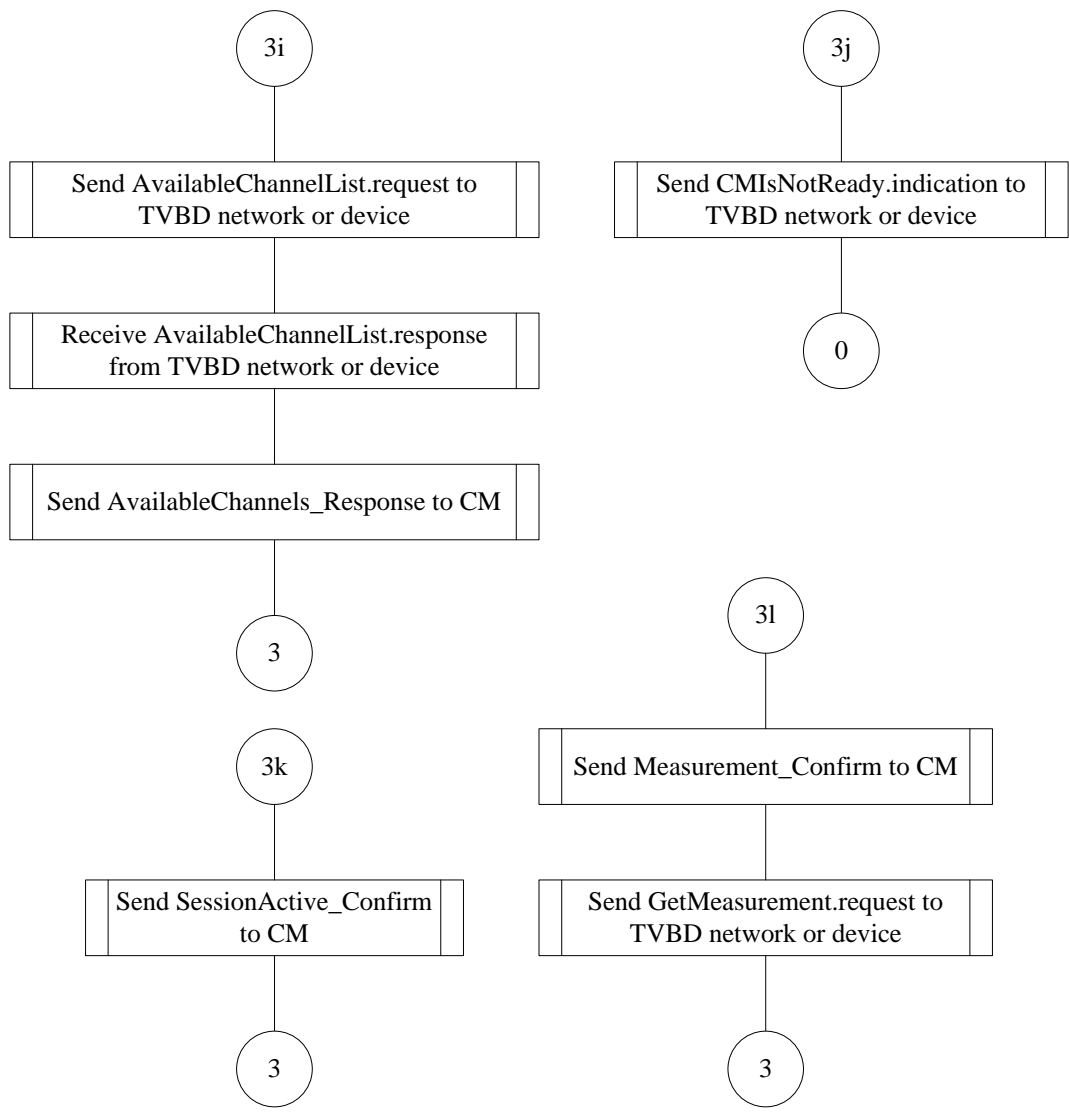 3i
Send AvailableChannelList.request to
TVBD network or device
Receive AvailableChannelList.response
from TVBD network or device
Send AvailableChannels_Response to CM
3
3j
Send CMIsNotReady.indication to
TVBD network or device
0
3k
Send SessionActive_Confirm
to CM
3
3l
Send Measurement_Confirm to CM
Send GetMeasurement.request to
TVBD network or device
3